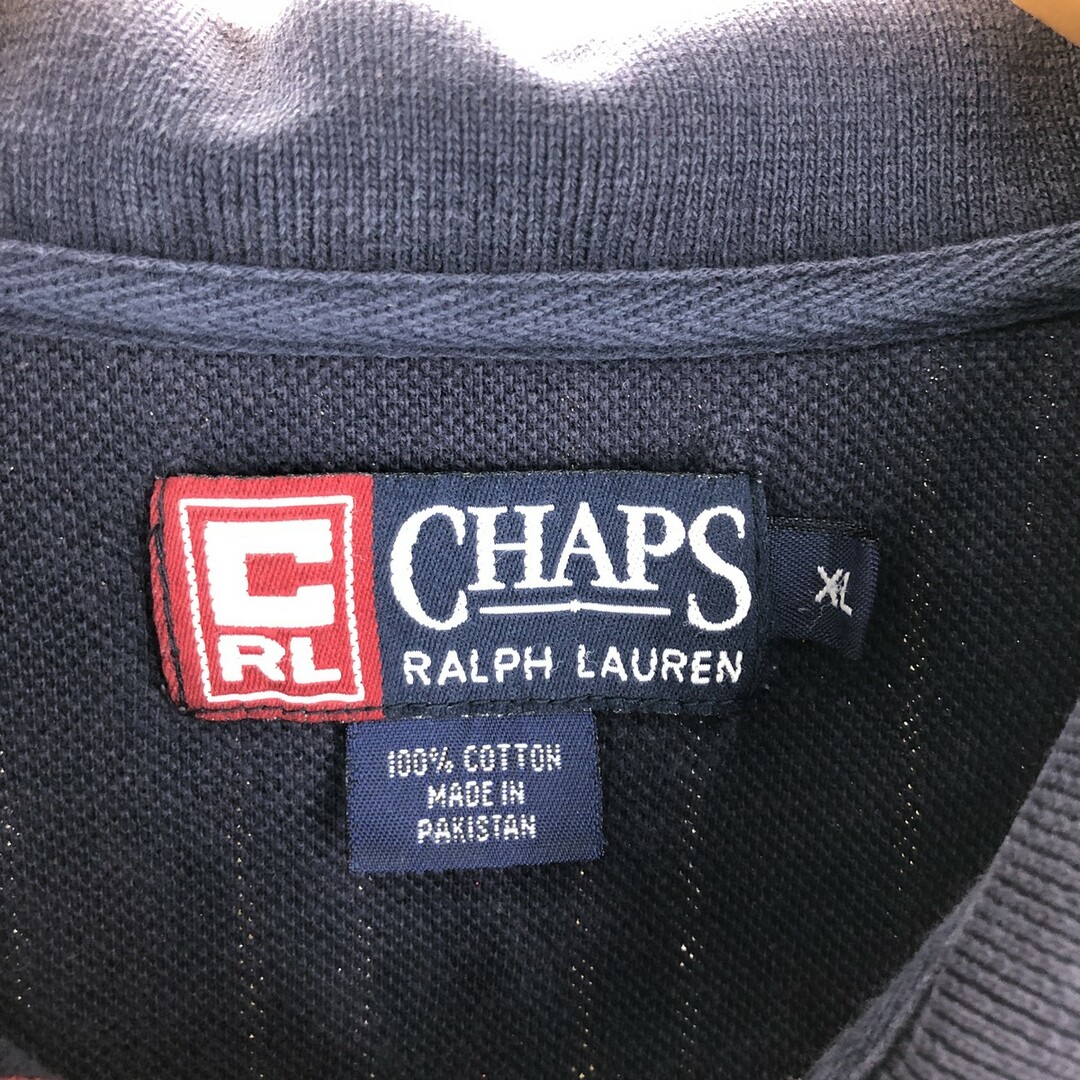 C
RL
CHAPS
RALPH LAUREN
XL
100% COTTON
MADE IN
PAKISTAN